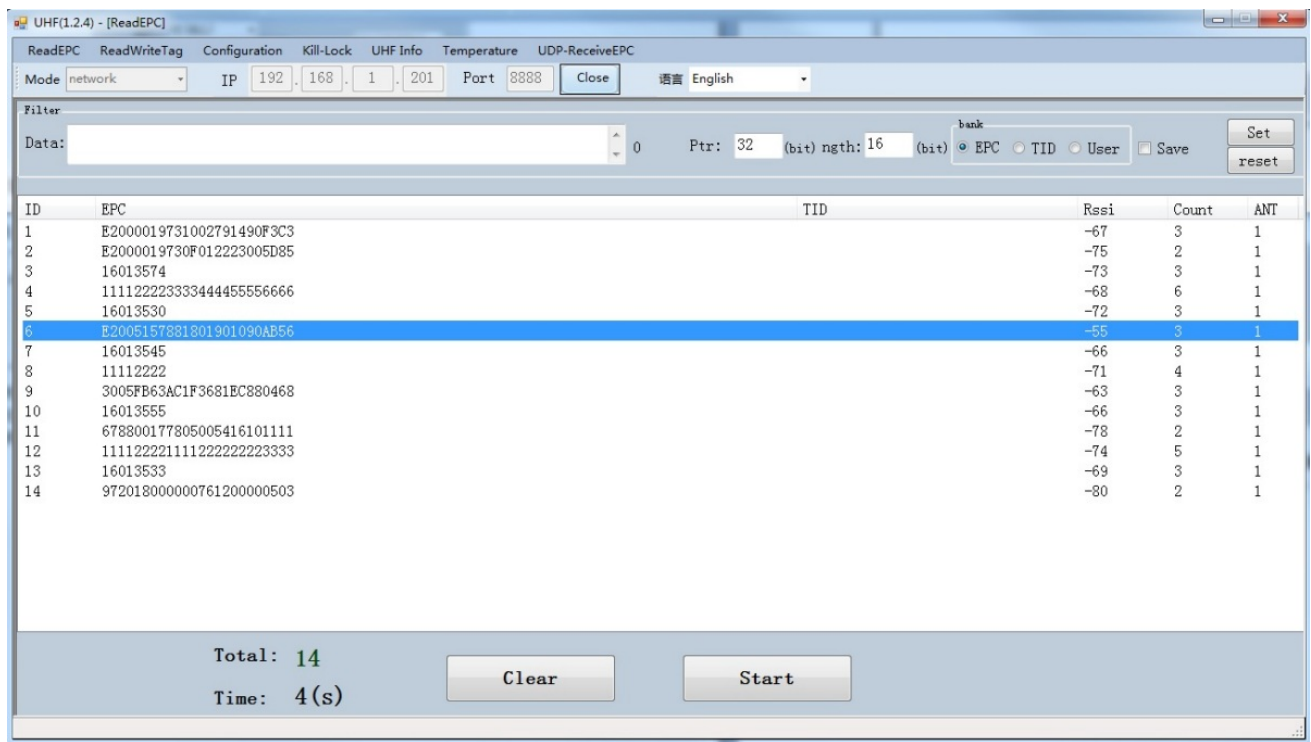 UHF(1.2.4) - [ReadEPC]
ReadEPC ReadWriteTag Configuration Kill-Lock UHF Info Temperature UDP-ReceiveEPC
Mode network IP 192 . 168 . 1 . 201 Port 8888 Close 语言 English
Filter
Data: 0 Ptr: 32 (bit) ngth: 16 (bit) bank EPC TID User Save Set
reset
ID EPC TID Rssi Count ANT
1 E2000019731002791490F3C3 -67 3 1
2 E2000019730F012223005D85 -75 2 1
3 16013574 -73 3 1
4 111122223333444455556666 -68 6 1
5 16013530 -72 3 1
6 E2005157881801901090AB56 -55 3 1
7 16013545 -66 3 1
8 11112222 -71 4 1
9 3005FB63AC1F3681EC880468 -63 3 1
10 16013555 -66 3 1
11 678800177805005416101111 -78 2 1
12 111122221111222222223333 -74 5 1
13 16013533 -69 3 1
14 972018000000761200000503 -80 2 1
Total: 14
Time: 4(s)
Clear Start